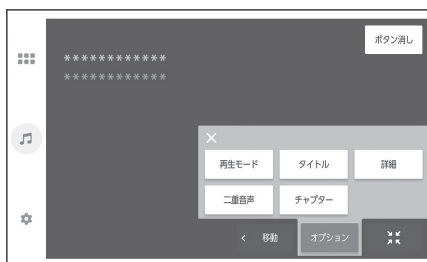 ボタン消し
************
************
再生モード
タイトル
詳細
二重音声
チャプター
移動
オプション